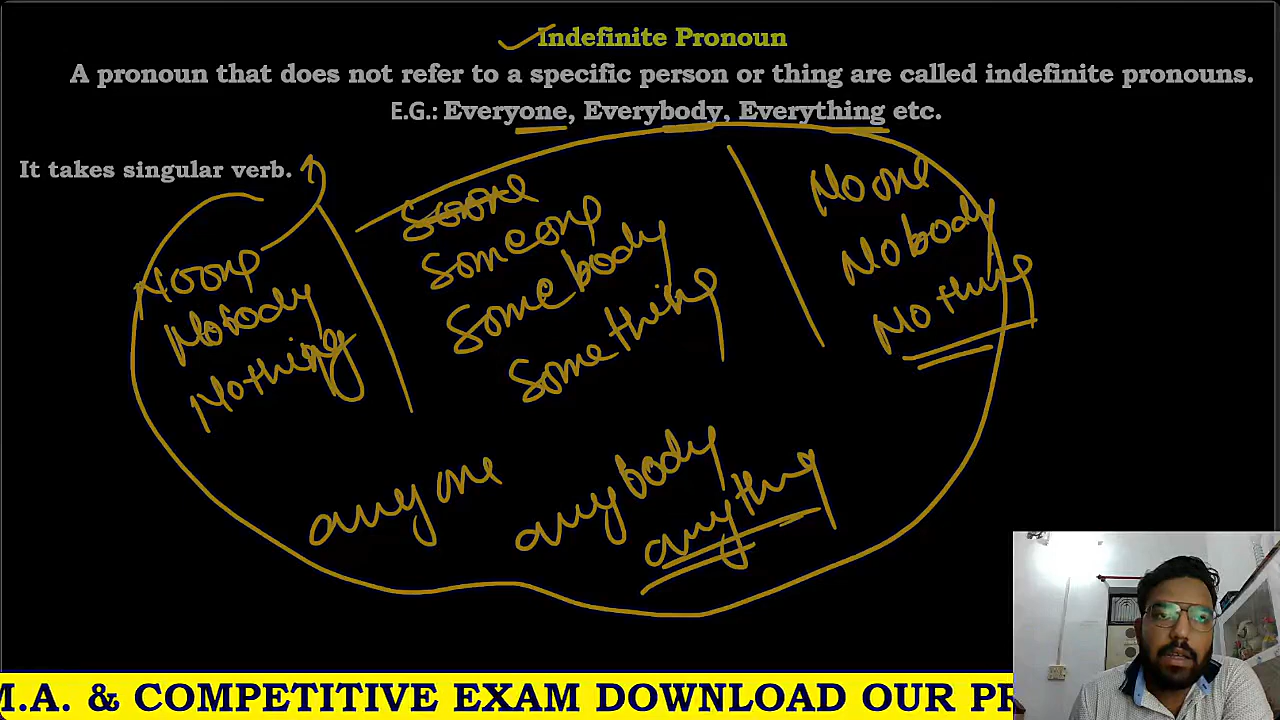 Indefinite Pronoun
A pronoun that does not refer to a specific person or thing are called indefinite pronouns.
E.G.: Everyone, Everybody, Everything etc.
It takes singular verb.
Noone
Nobody
Nothing
Someone
Somebody
Something
No one
Nobody
Nothing
anyone
anybody
anything
M.A. & COMPETITIVE EXAM DOWNLOAD OUR PR